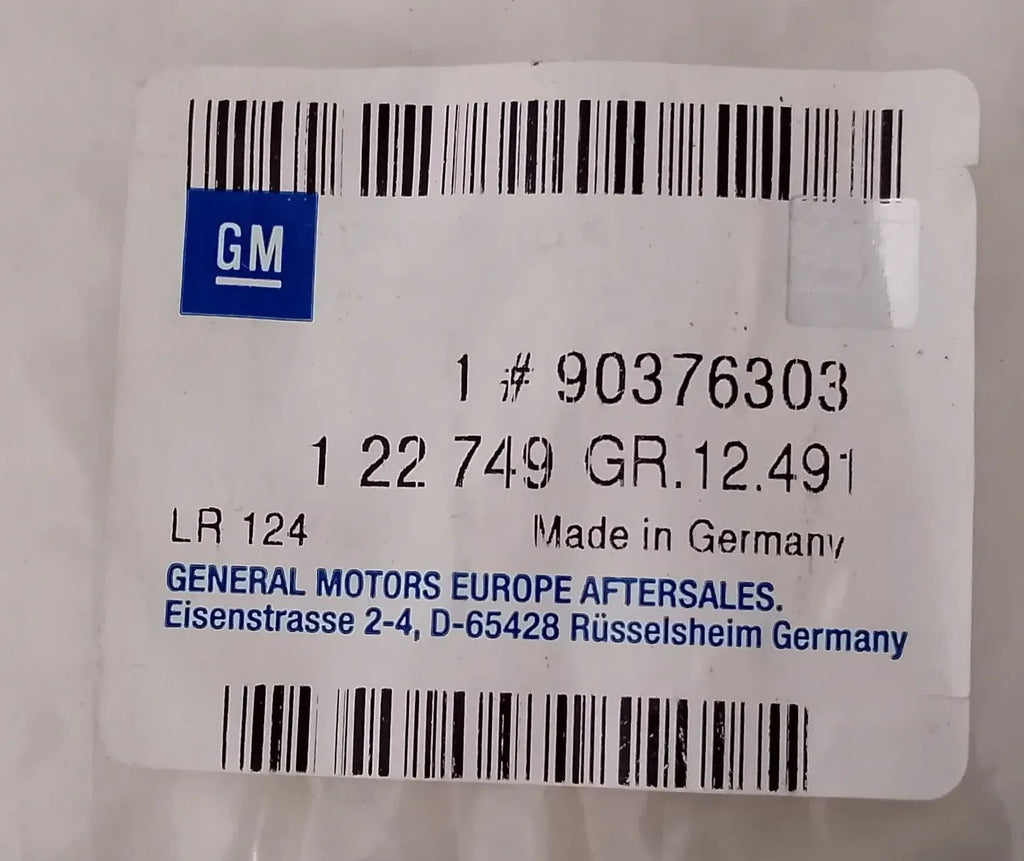 GM
1 # 90376303
1 22 749 GR.12.491
LR 124 Made in Germany
GENERAL MOTORS EUROPE AFTERSALES.
Eisenstrasse 2-4, D-65428 Rüsselsheim Germany